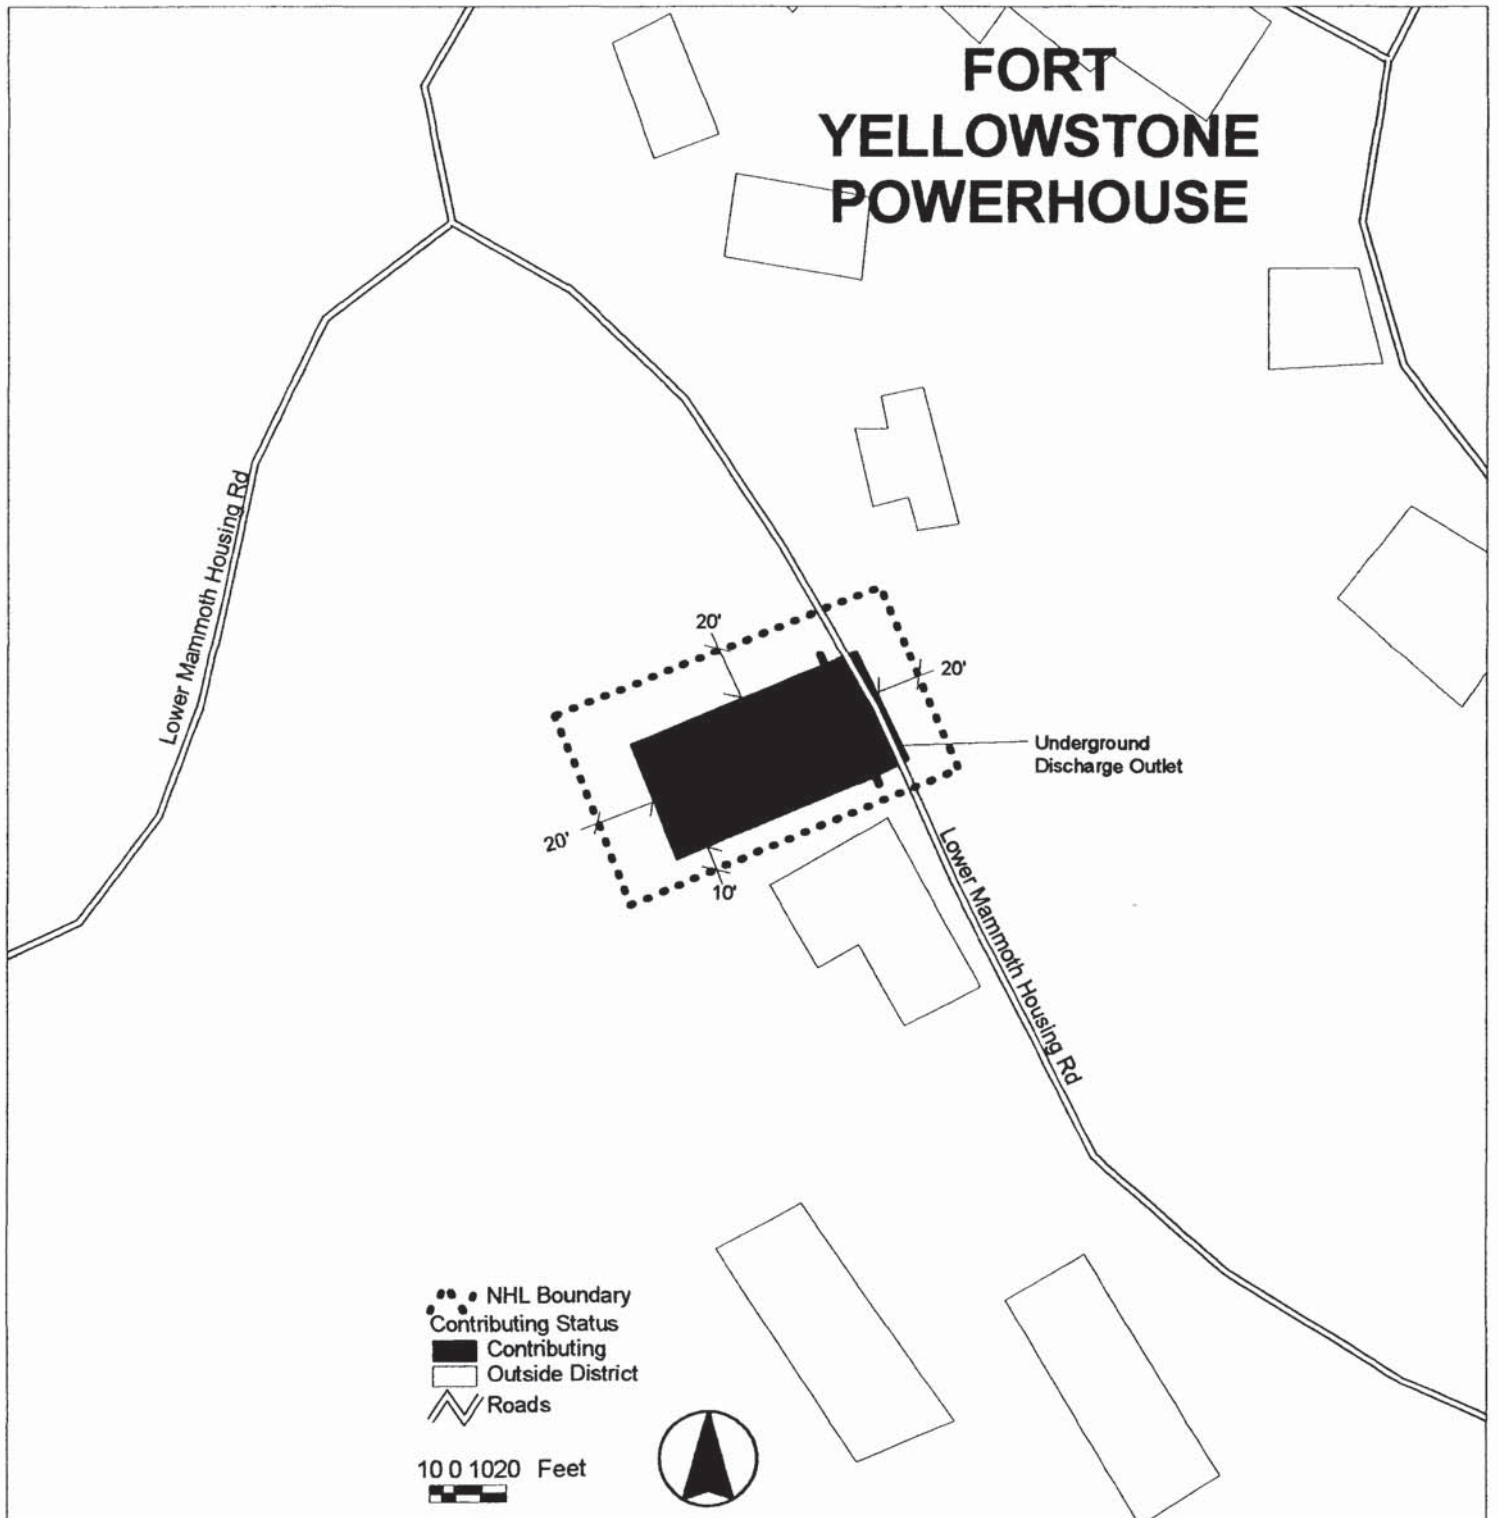 FORT
YELLOWSTONE
POWERHOUSE
Lower Mammoth Housing Rd
20'
20'
Underground
Discharge Outlet
20'
10'
Lower Mammoth Housing Rd
NHL Boundary
Contributing Status
Contributing
Outside District
Roads
10 0 1020 Feet